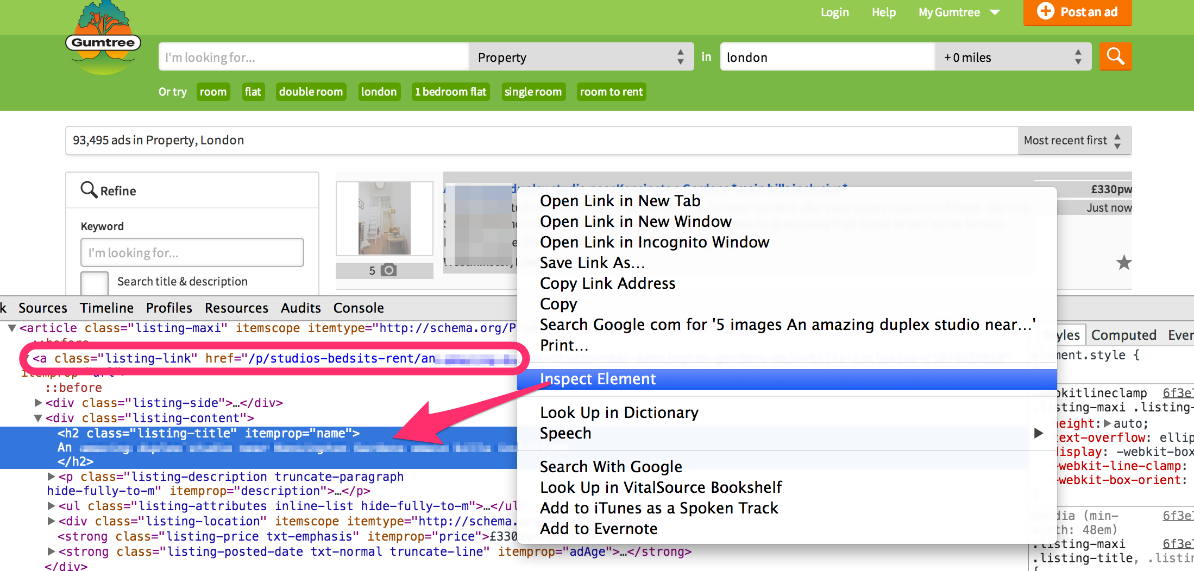 Login Help My Gumtree Post an ad
Gumtree
I'm looking for... Property in london + 0 miles
Or try room flat double room london 1 bedroom flat single room room to rent
93,495 ads in Property, London Most recent first
Refine
£330pw
Just now
Keyword
I'm looking for...
Search title & description
5
Open Link in New Tab
Open Link in New Window
Open Link in Incognito Window
Save Link As...
Copy Link Address
Copy
Search Google com for '5 images An amazing duplex studio near...'
Print...
Inspect Element
Look Up in Dictionary
Speech
Search With Google
Look Up in VitalSource Bookshelf
Add to iTunes as a Spoken Track
Add to Evernote
k Sources Timeline Profiles Resources Audits Console
<article class="listing-maxi" itemscope itemtype="http://schema.org/P
::before
<a class="listing-link" href="/p/studios-bedsits-rent/an
itemprop="url">
::before
<div class="listing-side">…</div>
<div class="listing-content">
<h2 class="listing-title" itemprop="name">
An
</h2>
<p class="listing-description truncate-paragraph
hide-fully-to-m" itemprop="description">…</p>
<ul class="listing-attributes inline-list hide-fully-to-m">…</ul>
<div class="listing-location" itemscope itemtype="http://schema.
<strong class="listing-price txt-emphasis" itemprop="price">£330
<strong class="listing-posted-date txt-normal truncate-line" itemprop="adAge">…</strong>
</div>
yles Computed Even
element.style {
bkitlineclamp 6f3e7
.listing-maxi .listing-
height: auto;
text-overflow: ellip
display: -webkit-box
-webkit-line-clamp:
-webkit-box-orient:
}
media (min- 6f3e7
width: 48em)
.listing-maxi 6f3e7
.listing-title, .listing
{